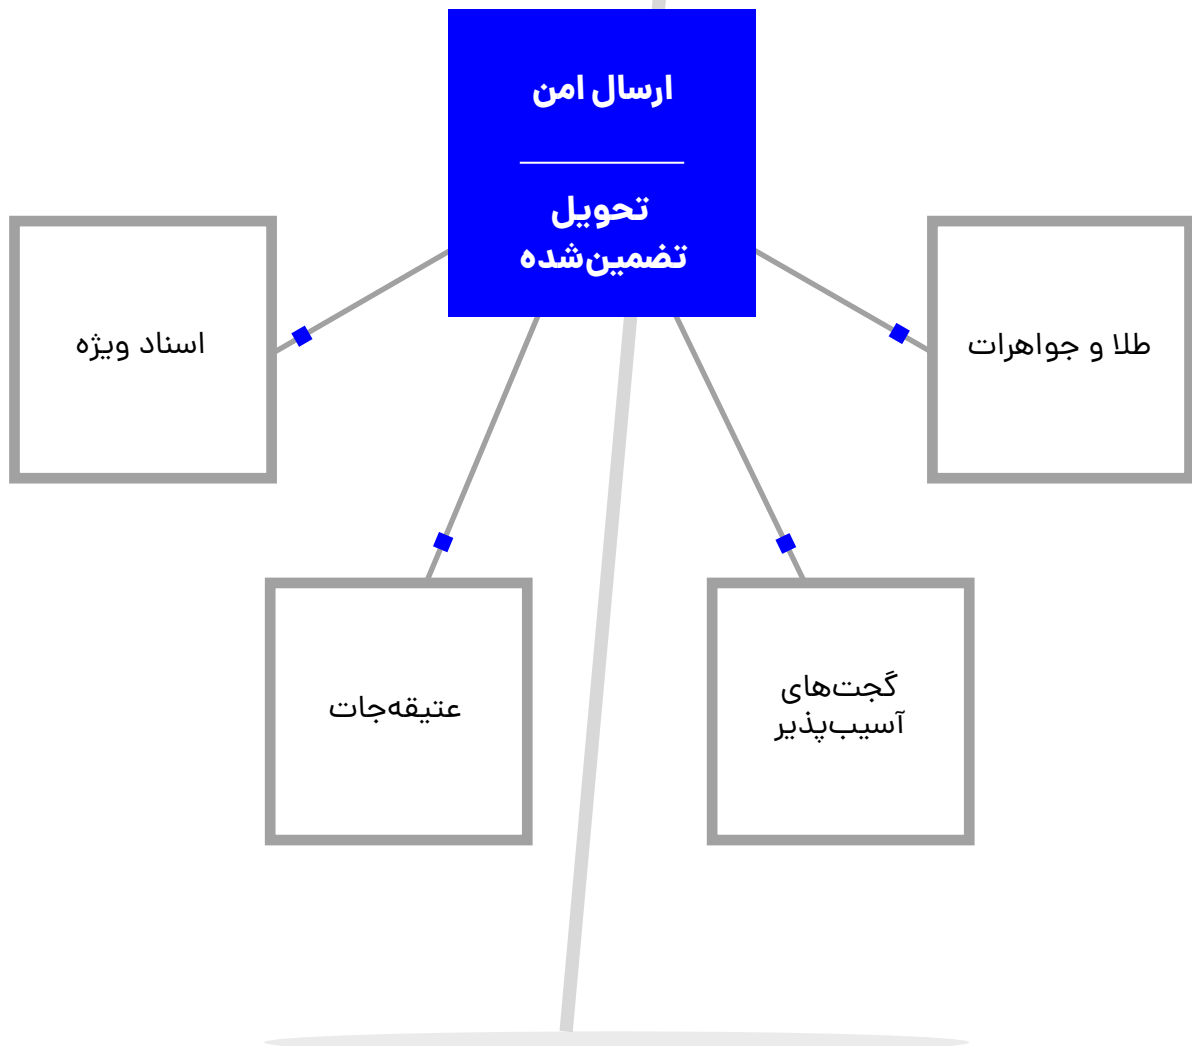 ارسال امن
تحویل
تضمین‌شده
طلا و جواهرات
اسناد ویژه
گجت‌های
آسیب‌پذیر
عتیقه‌جات